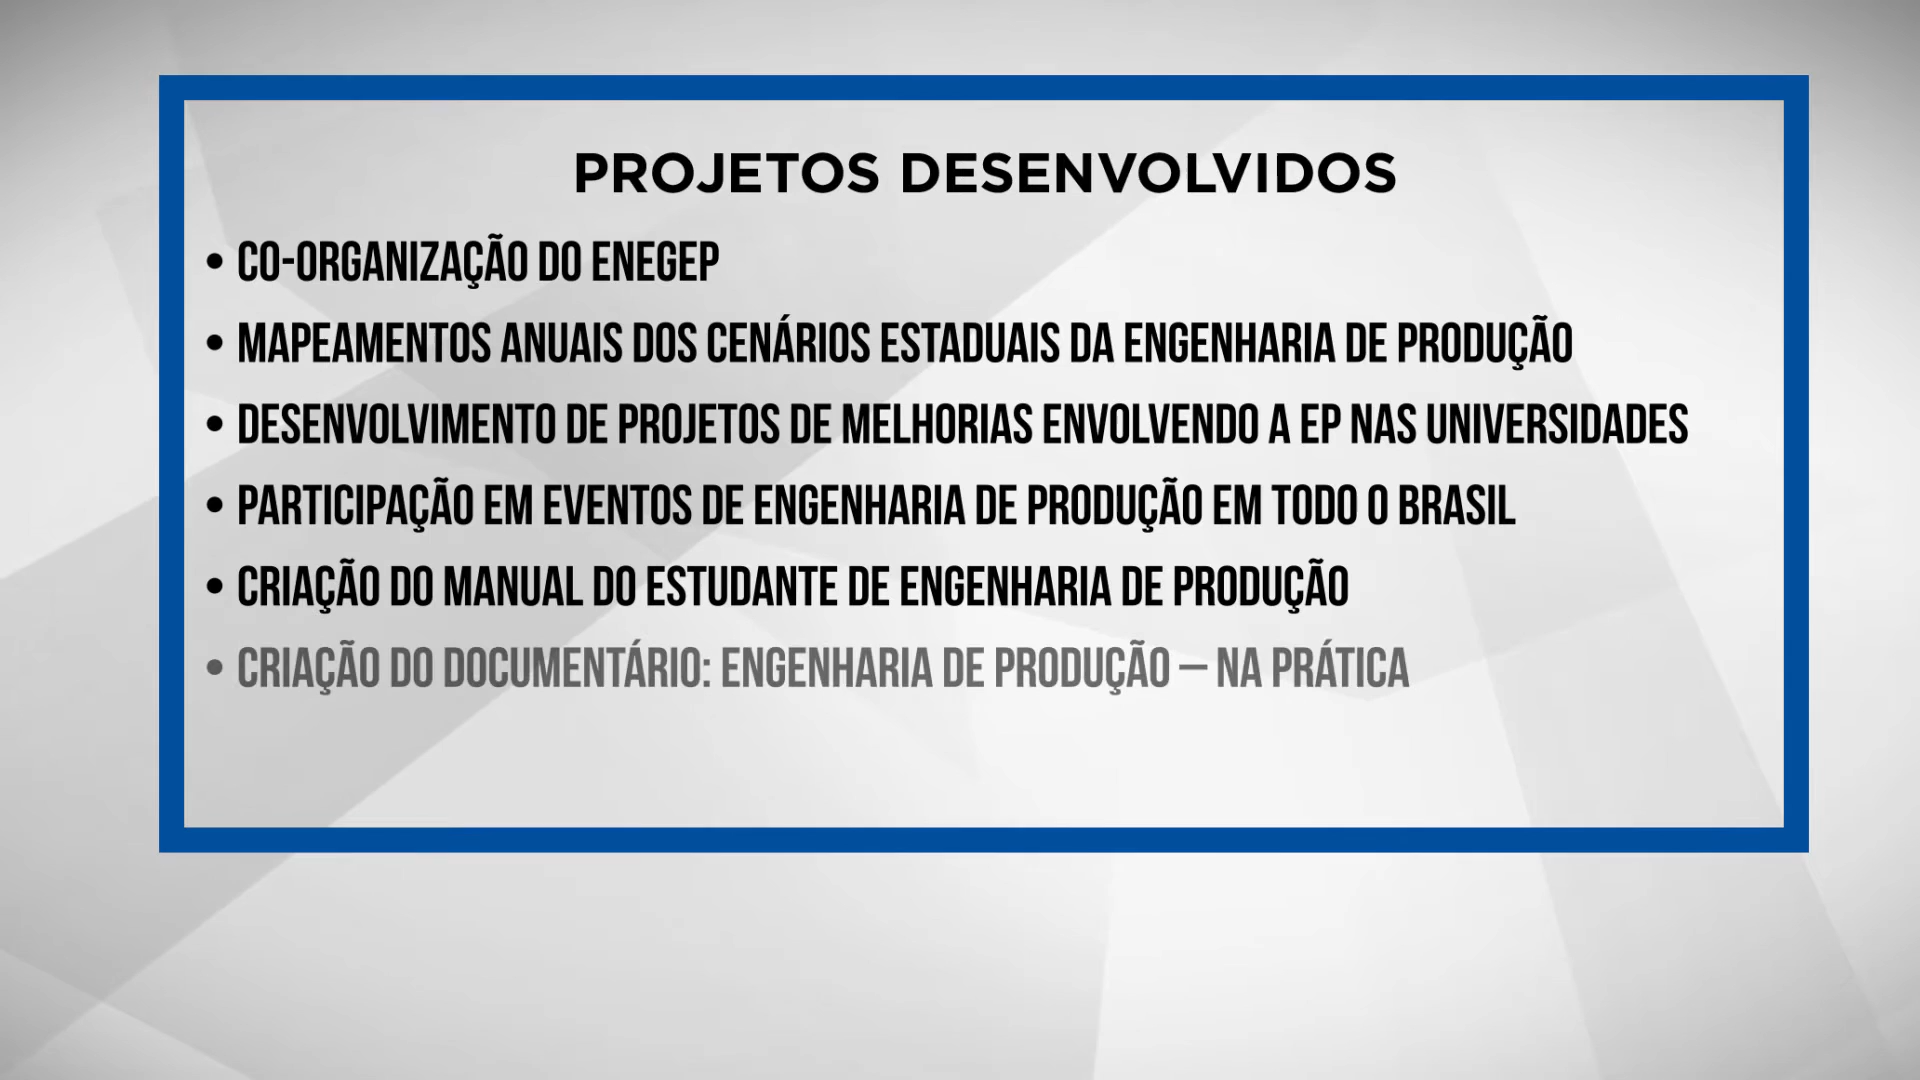 PROJETOS DESENVOLVIDOS
• CO-ORGANIZAÇÃO DO ENEGEP
• MAPEAMENTOS ANUAIS DOS CENÁRIOS ESTADUAIS DA ENGENHARIA DE PRODUÇÃO
• DESENVOLVIMENTO DE PROJETOS DE MELHORIAS ENVOLVENDO A EP NAS UNIVERSIDADES
• PARTICIPAÇÃO EM EVENTOS DE ENGENHARIA DE PRODUÇÃO EM TODO O BRASIL
• CRIAÇÃO DO MANUAL DO ESTUDANTE DE ENGENHARIA DE PRODUÇÃO
• CRIAÇÃO DO DOCUMENTÁRIO: ENGENHARIA DE PRODUÇÃO – NA PRÁTICA